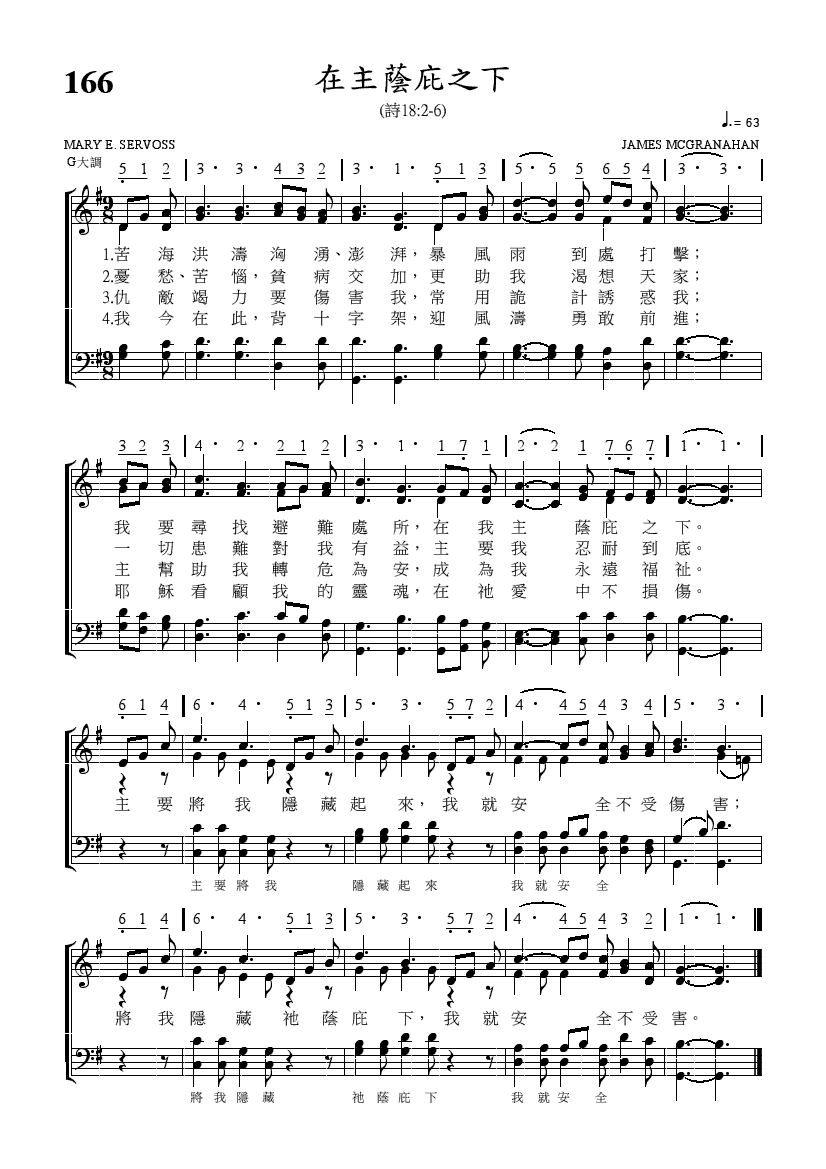 166
在主蔭庇之下
(詩18:2-6)
♩. = 63
MARY E. SERVOSS
JAMES MCGRANAHAN
G大調
5 1 2 | 3· 3· 4 3 2 | 3· 1· 5 1 3 | 5· 5· 5 6 5 4 | 3· 3· |
1.苦海洪濤洶湧、澎湃，暴風雨到處打擊；
2.憂愁、苦惱，貧病交加，更助我渴想天家；
3.仇敵竭力要傷害我，常用詭計誘惑我；
4.我今在此，背十字架，迎風濤勇敢前進；
3 2 3 | 4· 2· 2 1 2 | 3· 1· 1 7 1 | 2· 2· 1 7 6 7 | 1· 1· |
我要尋找避難處所，在我主蔭庇之下。
一切患難對我有益，主要我忍耐到底。
主幫助我轉危為安，成為我永遠福祉。
耶穌看顧我的靈魂，在祂愛中不損傷。
6 1 4 | 6· 4· 5 1 3 | 5· 3· 5 7 2 | 4· 4 5 4 3 4 | 5· 3· |
主要將我隱藏起來，我就安全不受傷害；
主要將我隱藏起來我就安全
6 1 4 | 6· 4· 5 1 3 | 5· 3· 5 7 2 | 4· 4 5 4 3 2 | 1· 1·
將我隱藏祂蔭庇下，我就安全不受害。
將我隱藏祂蔭庇下我就安全